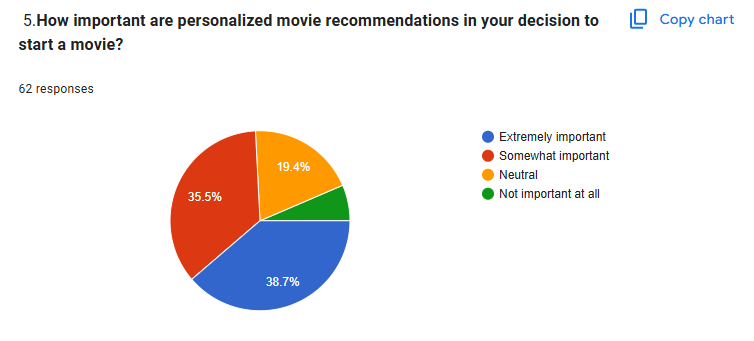 5.How important are personalized movie recommendations in your decision to
start a movie?
Copy chart
62 responses
19.4%
35.5%
38.7%
Extremely important
Somewhat important
Neutral
Not important at all